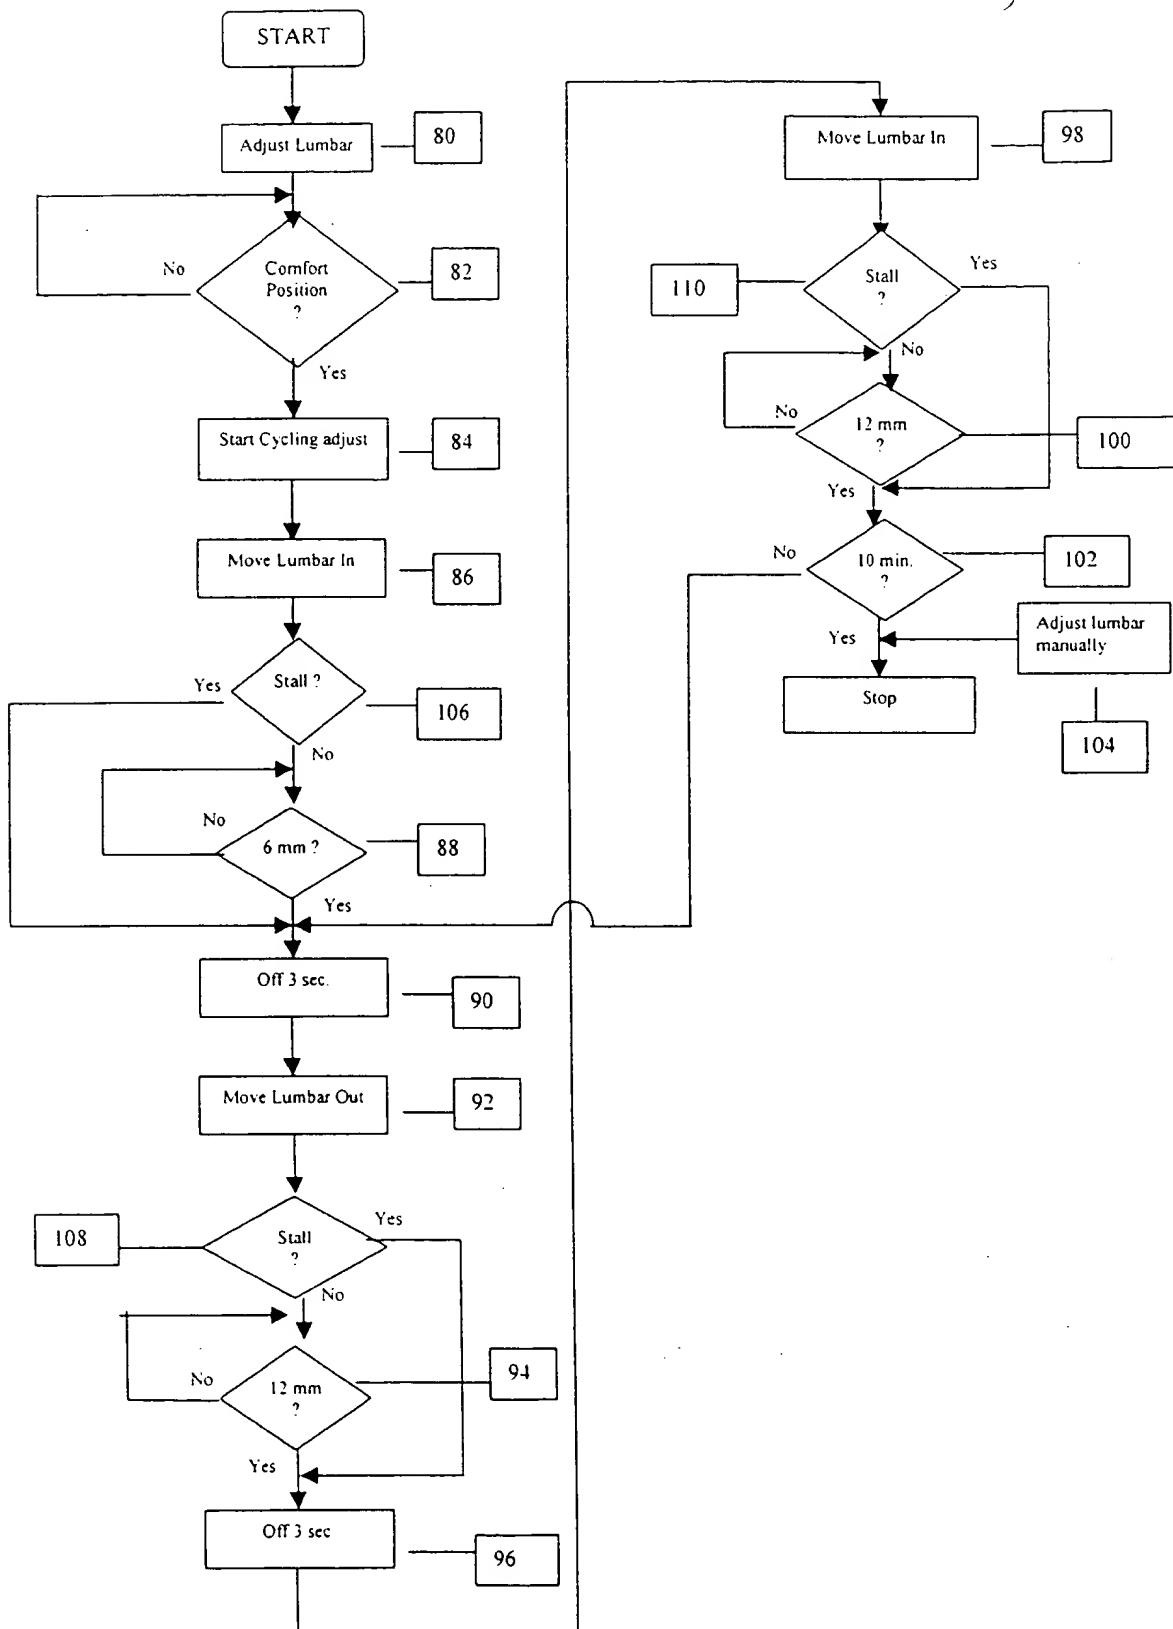 START
Adjust Lumbar
80
Comfort
Position
?
No
82
Yes
Start Cycling adjust
84
Move Lumbar In
86
Stall ?
Yes
106
No
6 mm ?
No
88
Yes
Off 3 sec.
90
Move Lumbar Out
92
108
Stall
?
Yes
No
12 mm
?
No
94
Yes
Off 3 sec
96
Move Lumbar In
98
110
Stall
?
Yes
No
12 mm
?
No
100
Yes
10 min.
?
No
102
Yes
Adjust lumbar
manually
104
Stop